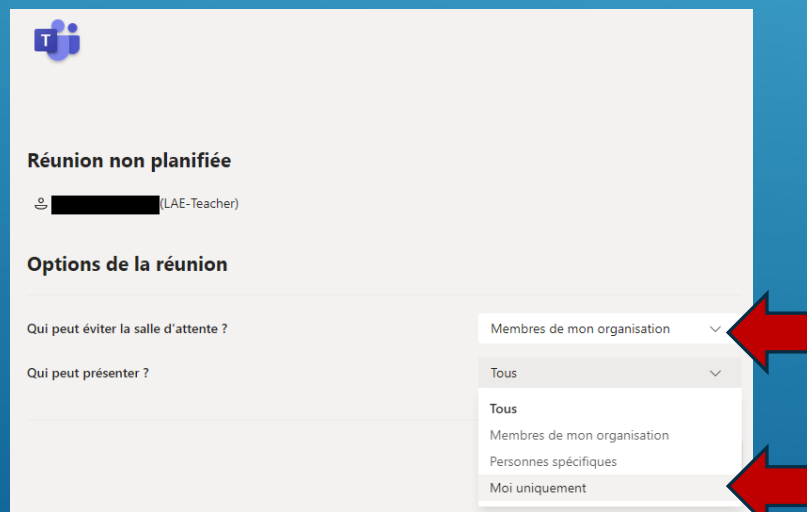 T
Réunion non planifiée
(LAE-Teacher)
Options de la réunion
Qui peut éviter la salle d'attente ? Membres de mon organisation
Qui peut présenter ? Tous
Tous
Membres de mon organisation
Personnes spécifiques
Moi uniquement